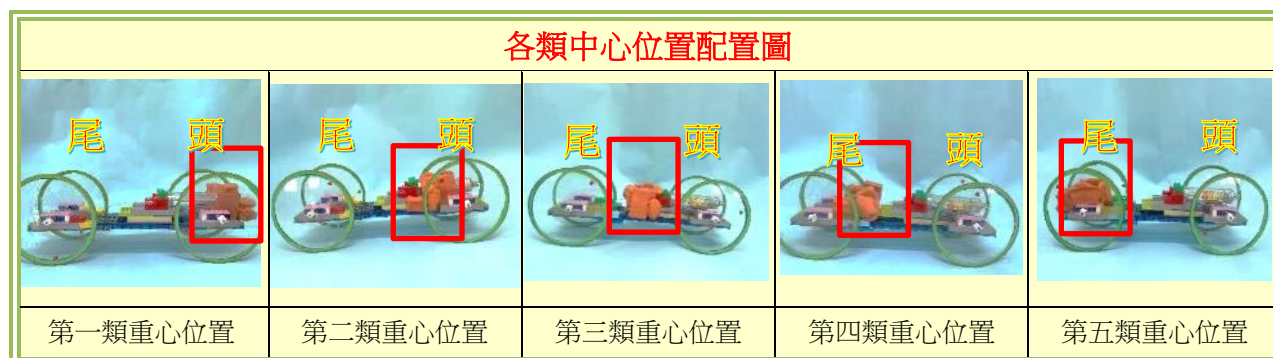 各類中心位置配置圖
尾 頭
尾 頭
尾 頭
尾 頭
尾 頭
第一類重心位置
第二類重心位置
第三類重心位置
第四類重心位置
第五類重心位置